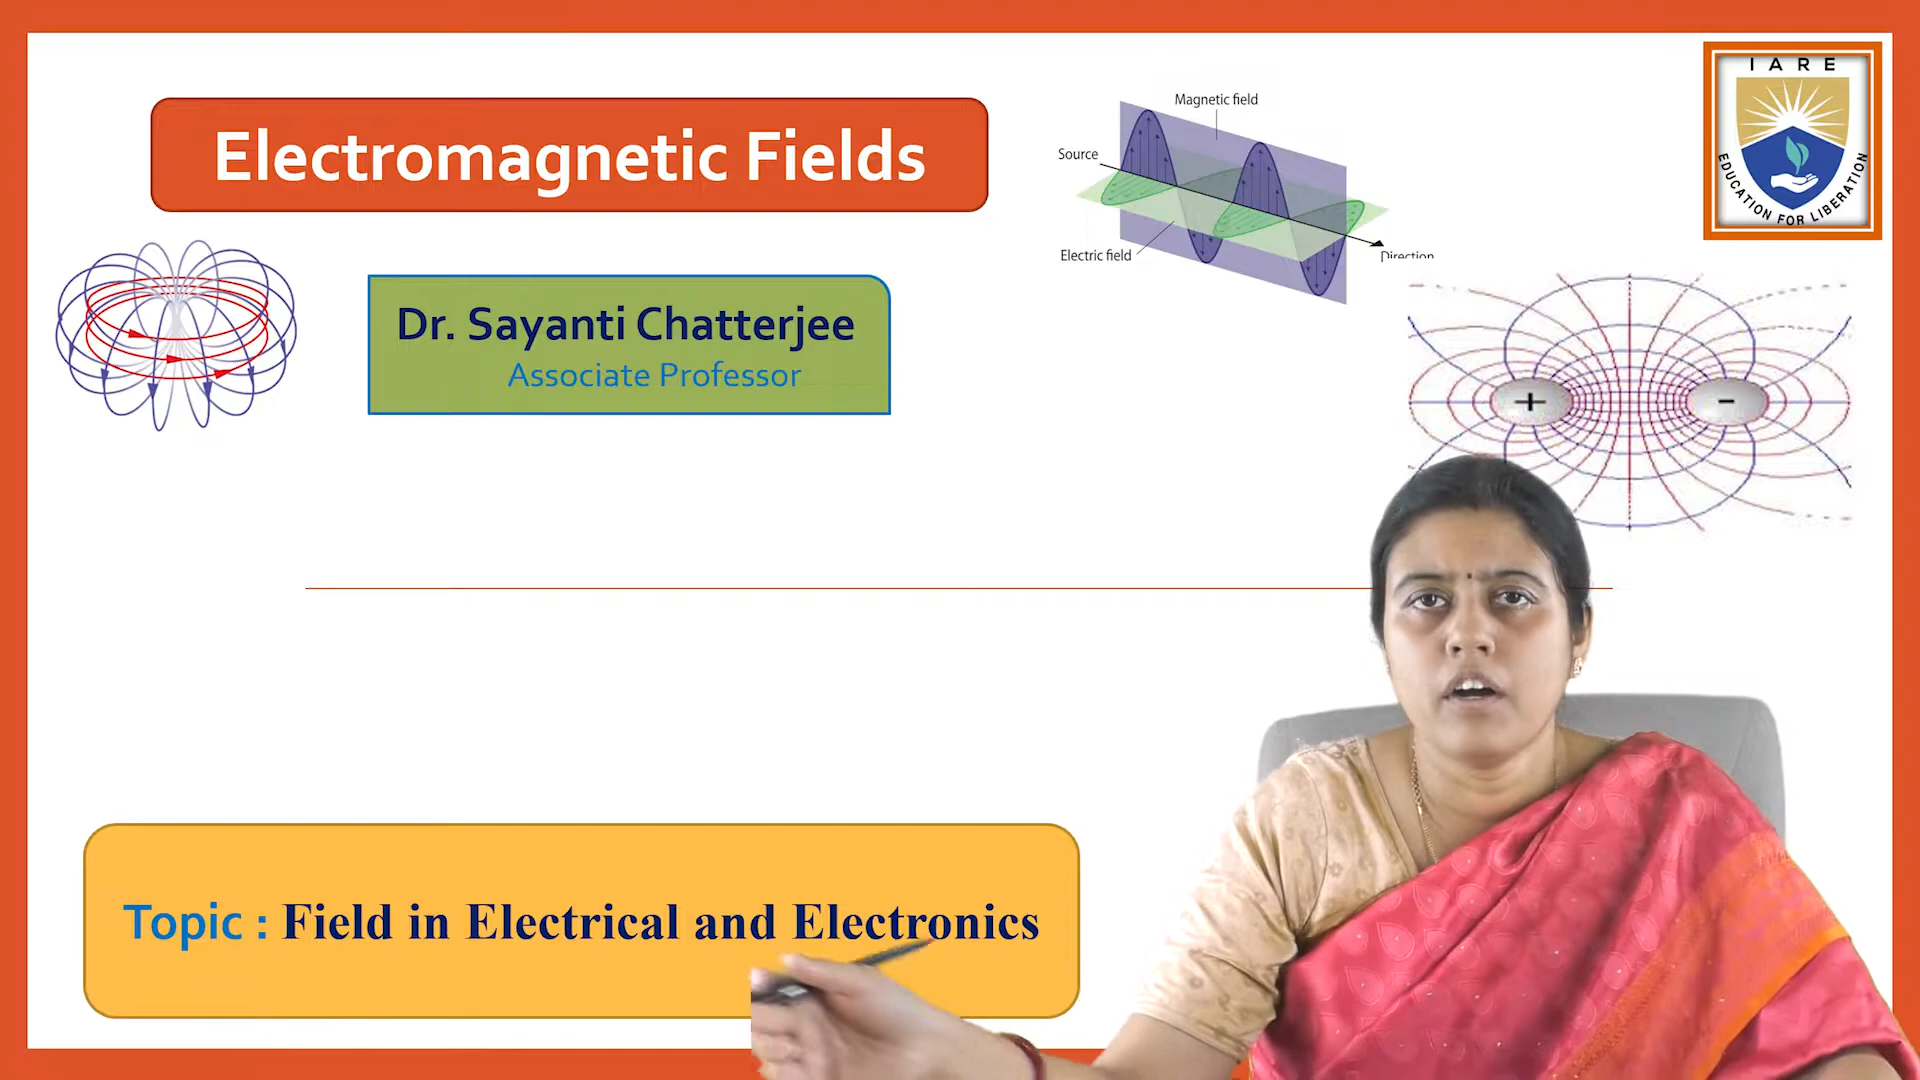 Electromagnetic Fields
Dr. Sayanti Chatterjee
Associate Professor
Magnetic field
Source
Electric field
Direction
I A R E
EDUCATION FOR LIBERATION
+
-
Topic : Field in Electrical and Electronics